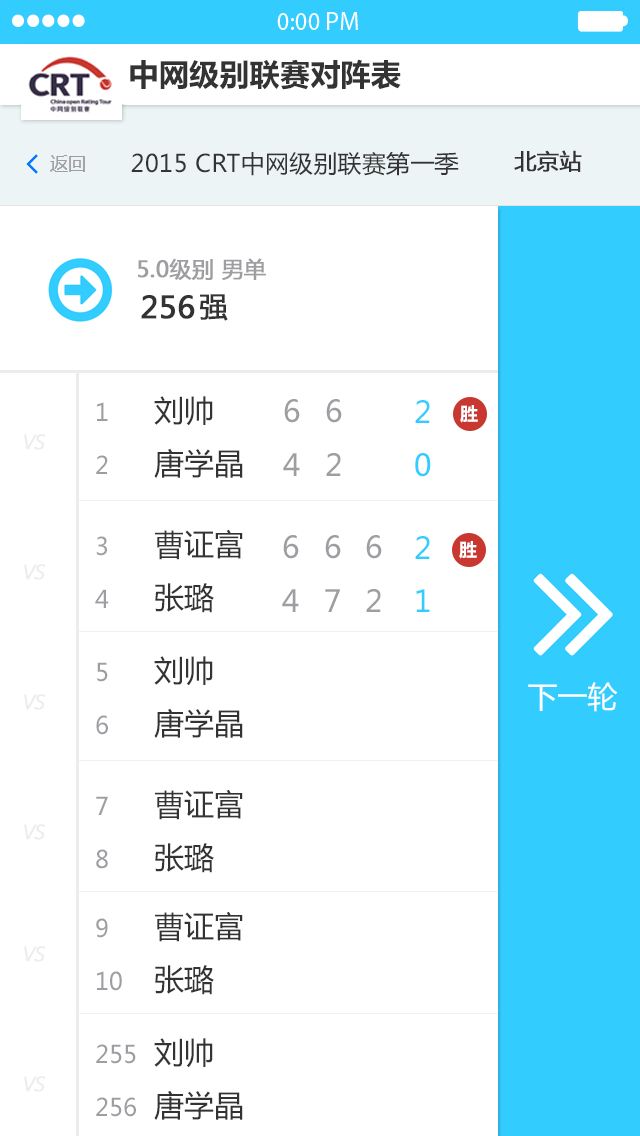 0:00 PM
CRT
China open Rating Tour
中网级别联赛
中网级别联赛对阵表
返回 2015 CRT中网级别联赛第一季 北京站
5.0级别 男单
256强
VS
1 刘帅 6 6 2 胜
2 唐学晶 4 2 0
VS
3 曹证富 6 6 6 2 胜
4 张璐 4 7 2 1
VS
5 刘帅
6 唐学晶
下一轮
VS
7 曹证富
8 张璐
VS
9 曹证富
10 张璐
VS
255 刘帅
256 唐学晶